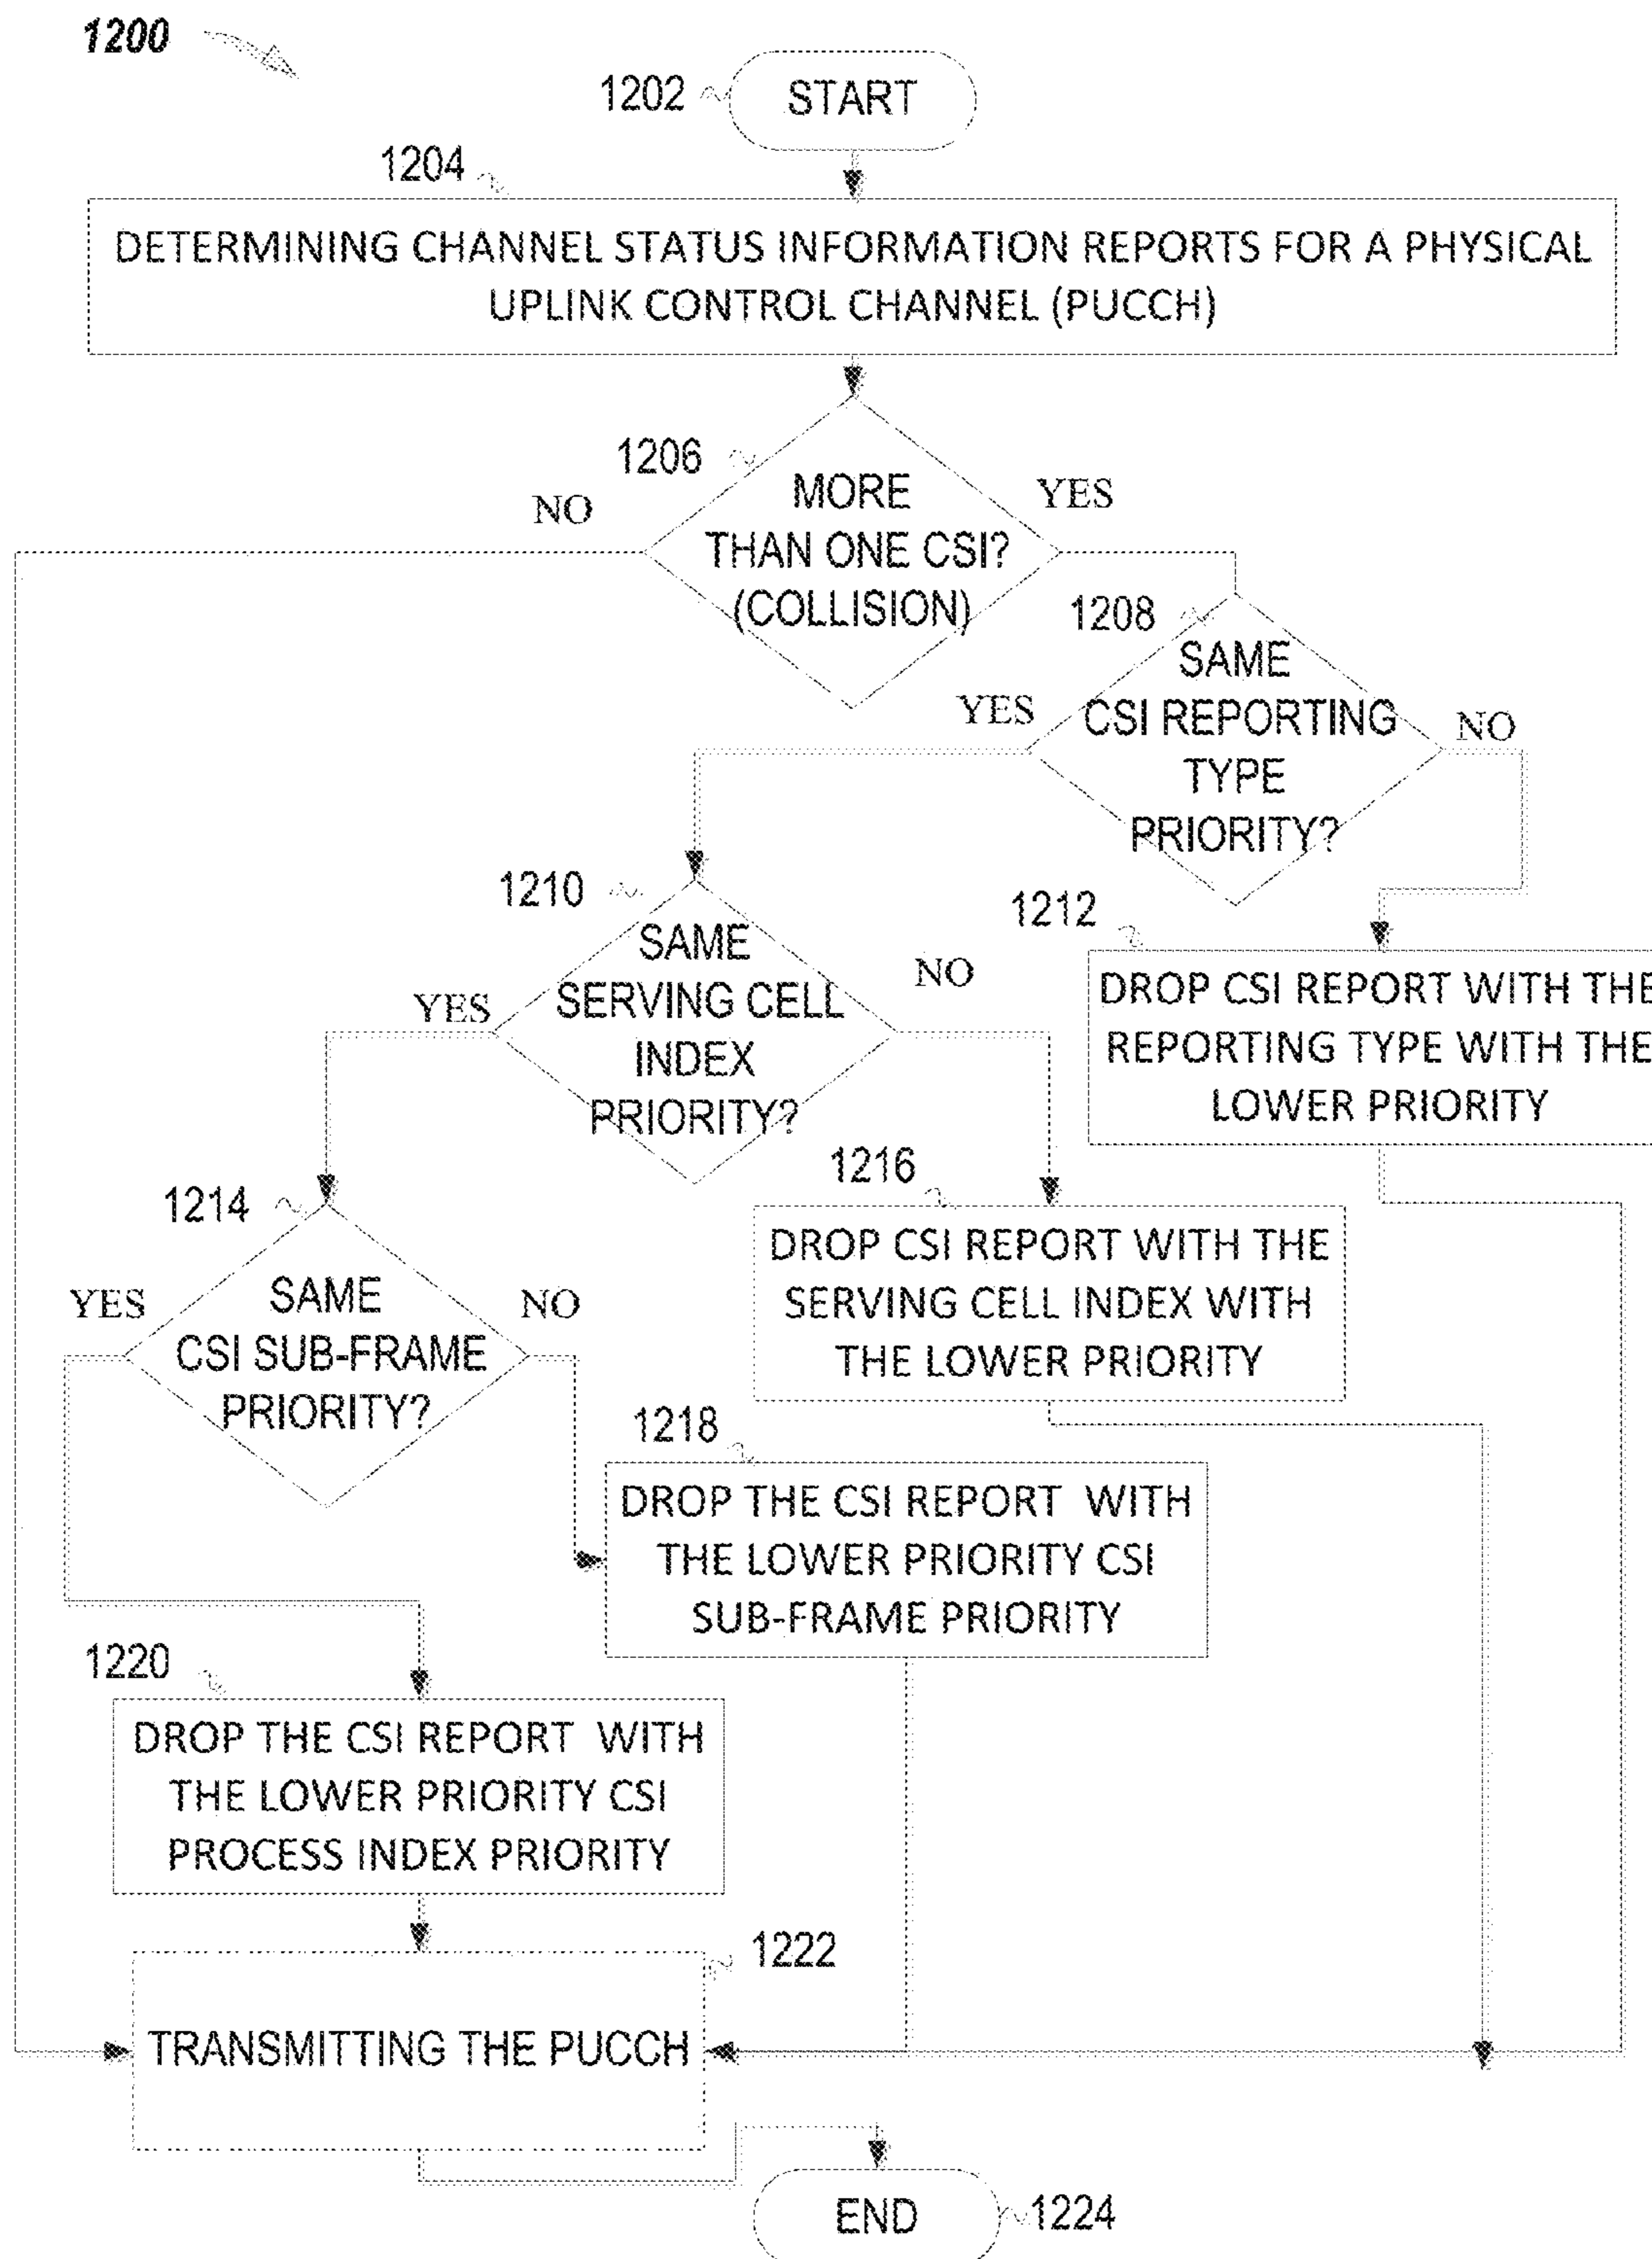 1200
1202
START
1204
DETERMINING CHANNEL STATUS INFORMATION REPORTS FOR A PHYSICAL
UPLINK CONTROL CHANNEL (PUCCH)
1206
MORE
THAN ONE CSI?
(COLLISION)
NO
YES
1208
SAME
CSI REPORTING
TYPE
PRIORITY?
YES
NO
1210
SAME
SERVING CELL
INDEX
PRIORITY?
YES
NO
1212
DROP CSI REPORT WITH THE
REPORTING TYPE WITH THE
LOWER PRIORITY
1214
SAME
CSI SUB-FRAME
PRIORITY?
YES
NO
1216
DROP CSI REPORT WITH THE
SERVING CELL INDEX WITH
THE LOWER PRIORITY
1218
DROP THE CSI REPORT WITH
THE LOWER PRIORITY CSI
SUB-FRAME PRIORITY
1220
DROP THE CSI REPORT WITH
THE LOWER PRIORITY CSI
PROCESS INDEX PRIORITY
1222
TRANSMITTING THE PUCCH
END
1224